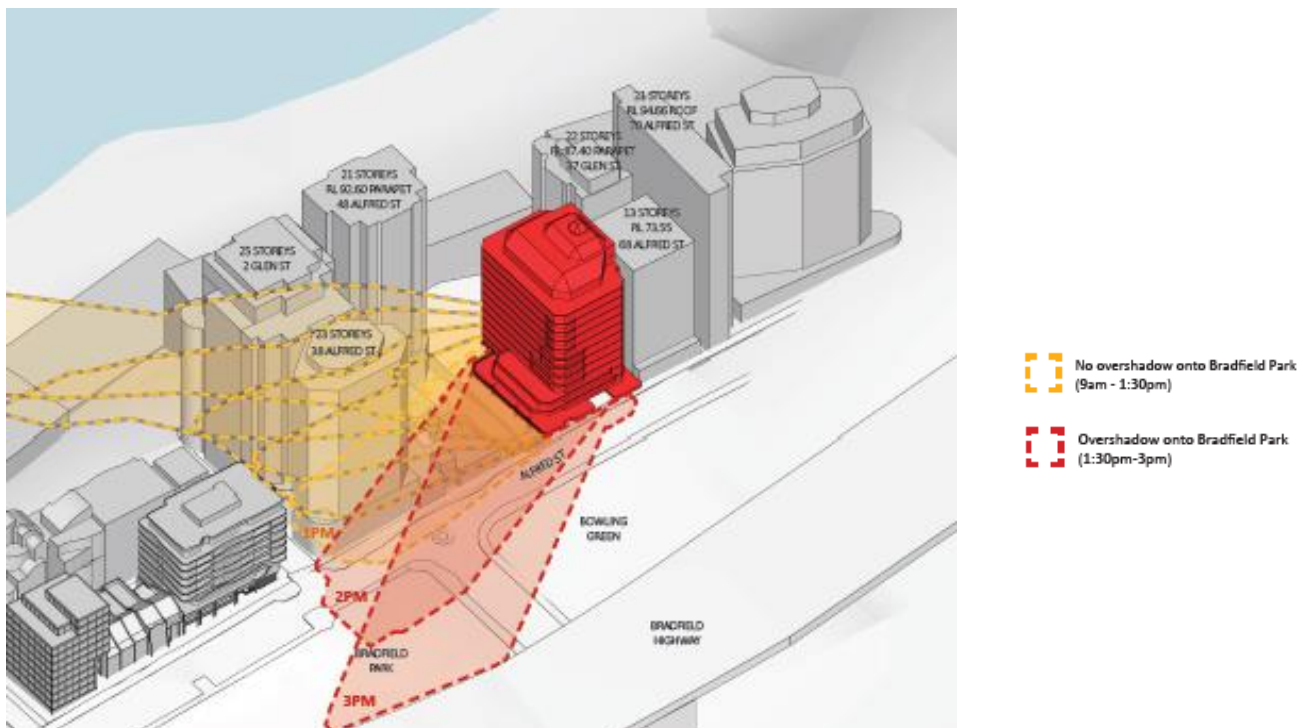 21 STOREYS
RL 94.66 ROOF
70 ALFRED ST
22 STOREYS
RL 87.40 PARAPET
37 GLEN ST
21 STOREYS
RL 92.60 PARAPET
48 ALFRED ST
13 STOREYS
RL 73.55
68 ALFRED ST
25 STOREYS
2 GLEN ST
23 STOREYS
38 ALFRED ST
No overshadow onto Bradfield Park
(9am - 1:30pm)
Overshadow onto Bradfield Park
(1:30pm-3pm)
ALFRED ST
1PM
BOWLING
GREEN
2PM
BRADFIELD
HIGHWAY
BRADFIELD
PARK
3PM